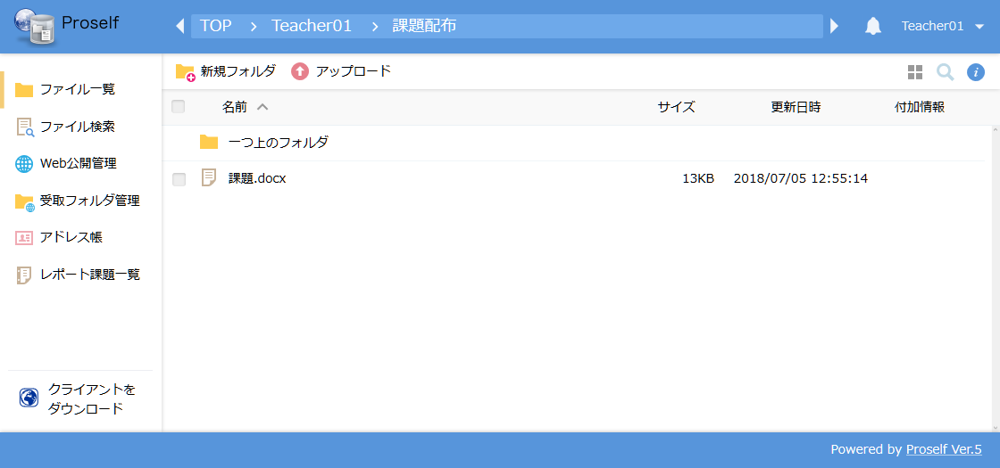 Proself
TOP > Teacher01 > 課題配布
Teacher01
新規フォルダ アップロード
ファイル一覧
ファイル検索
Web公開管理
受取フォルダ管理
アドレス帳
レポート課題一覧
クライアントを
ダウンロード
名前 サイズ 更新日時 付加情報
一つ上のフォルダ
課題.docx 13KB 2018/07/05 12:55:14
Powered by Proself Ver.5